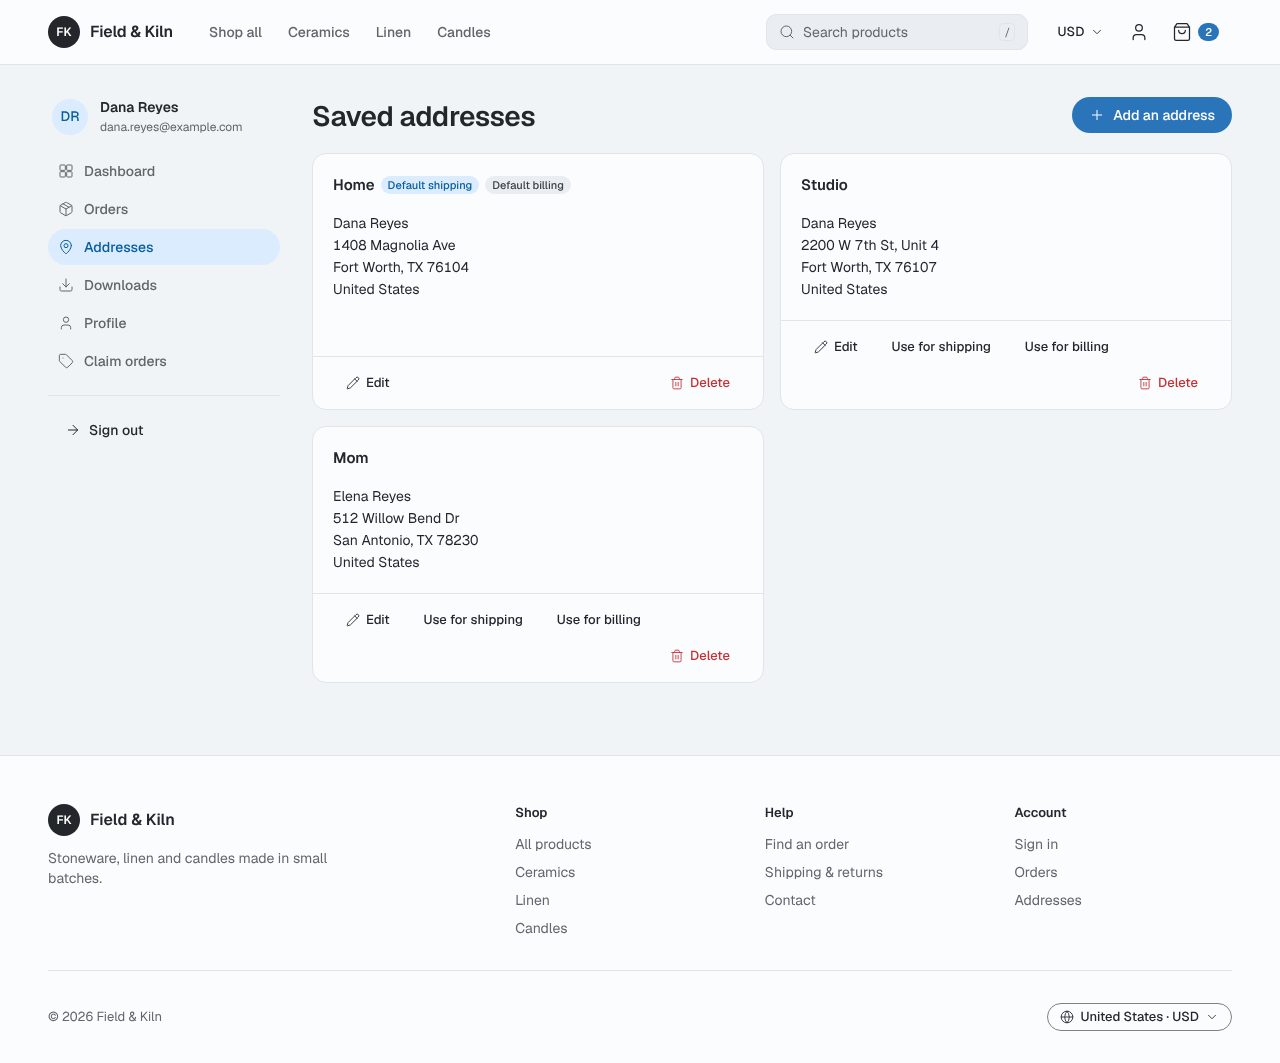 FK Field & Kiln Shop all Ceramics Linen Candles Search products / USD 2
DR Dana Reyes
dana.reyes@example.com
Dashboard
Orders
Addresses
Downloads
Profile
Claim orders
Sign out
Saved addresses
Add an address
Home Default shipping Default billing
Dana Reyes
1408 Magnolia Ave
Fort Worth, TX 76104
United States
Edit Delete
Studio
Dana Reyes
2200 W 7th St, Unit 4
Fort Worth, TX 76107
United States
Edit Use for shipping Use for billing
Delete
Mom
Elena Reyes
512 Willow Bend Dr
San Antonio, TX 78230
United States
Edit Use for shipping Use for billing
Delete
FK Field & Kiln
Stoneware, linen and candles made in small
batches.
Shop
All products
Ceramics
Linen
Candles
Help
Find an order
Shipping & returns
Contact
Account
Sign in
Orders
Addresses
© 2026 Field & Kiln
United States · USD